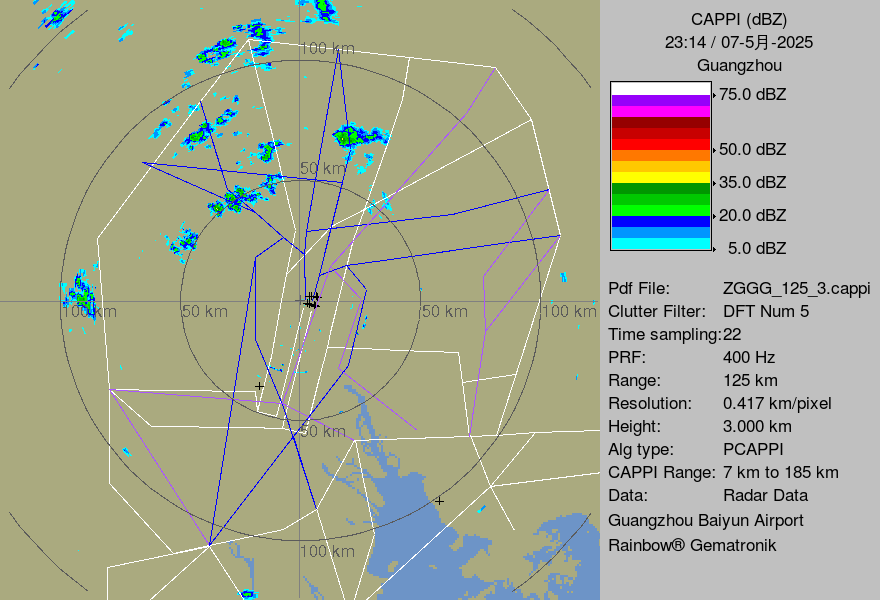 CAPPI (dBZ)
23:14 / 07-5月-2025
Guangzhou
75.0 dBZ
50.0 dBZ
35.0 dBZ
20.0 dBZ
5.0 dBZ
Pdf File: ZGGG_125_3.cappi
Clutter Filter: DFT Num 5
Time sampling:22
PRF: 400 Hz
Range: 125 km
Resolution: 0.417 km/pixel
Height: 3.000 km
Alg type: PCAPPI
CAPPI Range: 7 km to 185 km
Data: Radar Data
Guangzhou Baiyun Airport
Rainbow® Gematronik
100 km
50 km
100 km 50 km 50 km 100 km
50 km
100 km